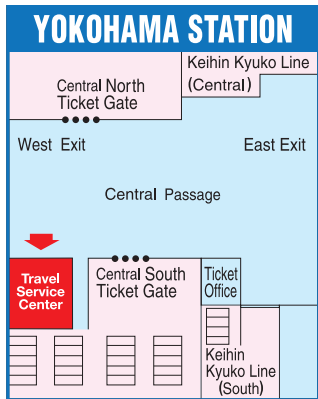 YOKOHAMA STATION
Keihin Kyuko Line
(Central)
Central North
Ticket Gate
West Exit
East Exit
Central Passage
Travel
Service
Center
Central South
Ticket Gate
Ticket
Office
Keihin
Kyuko Line
(South)